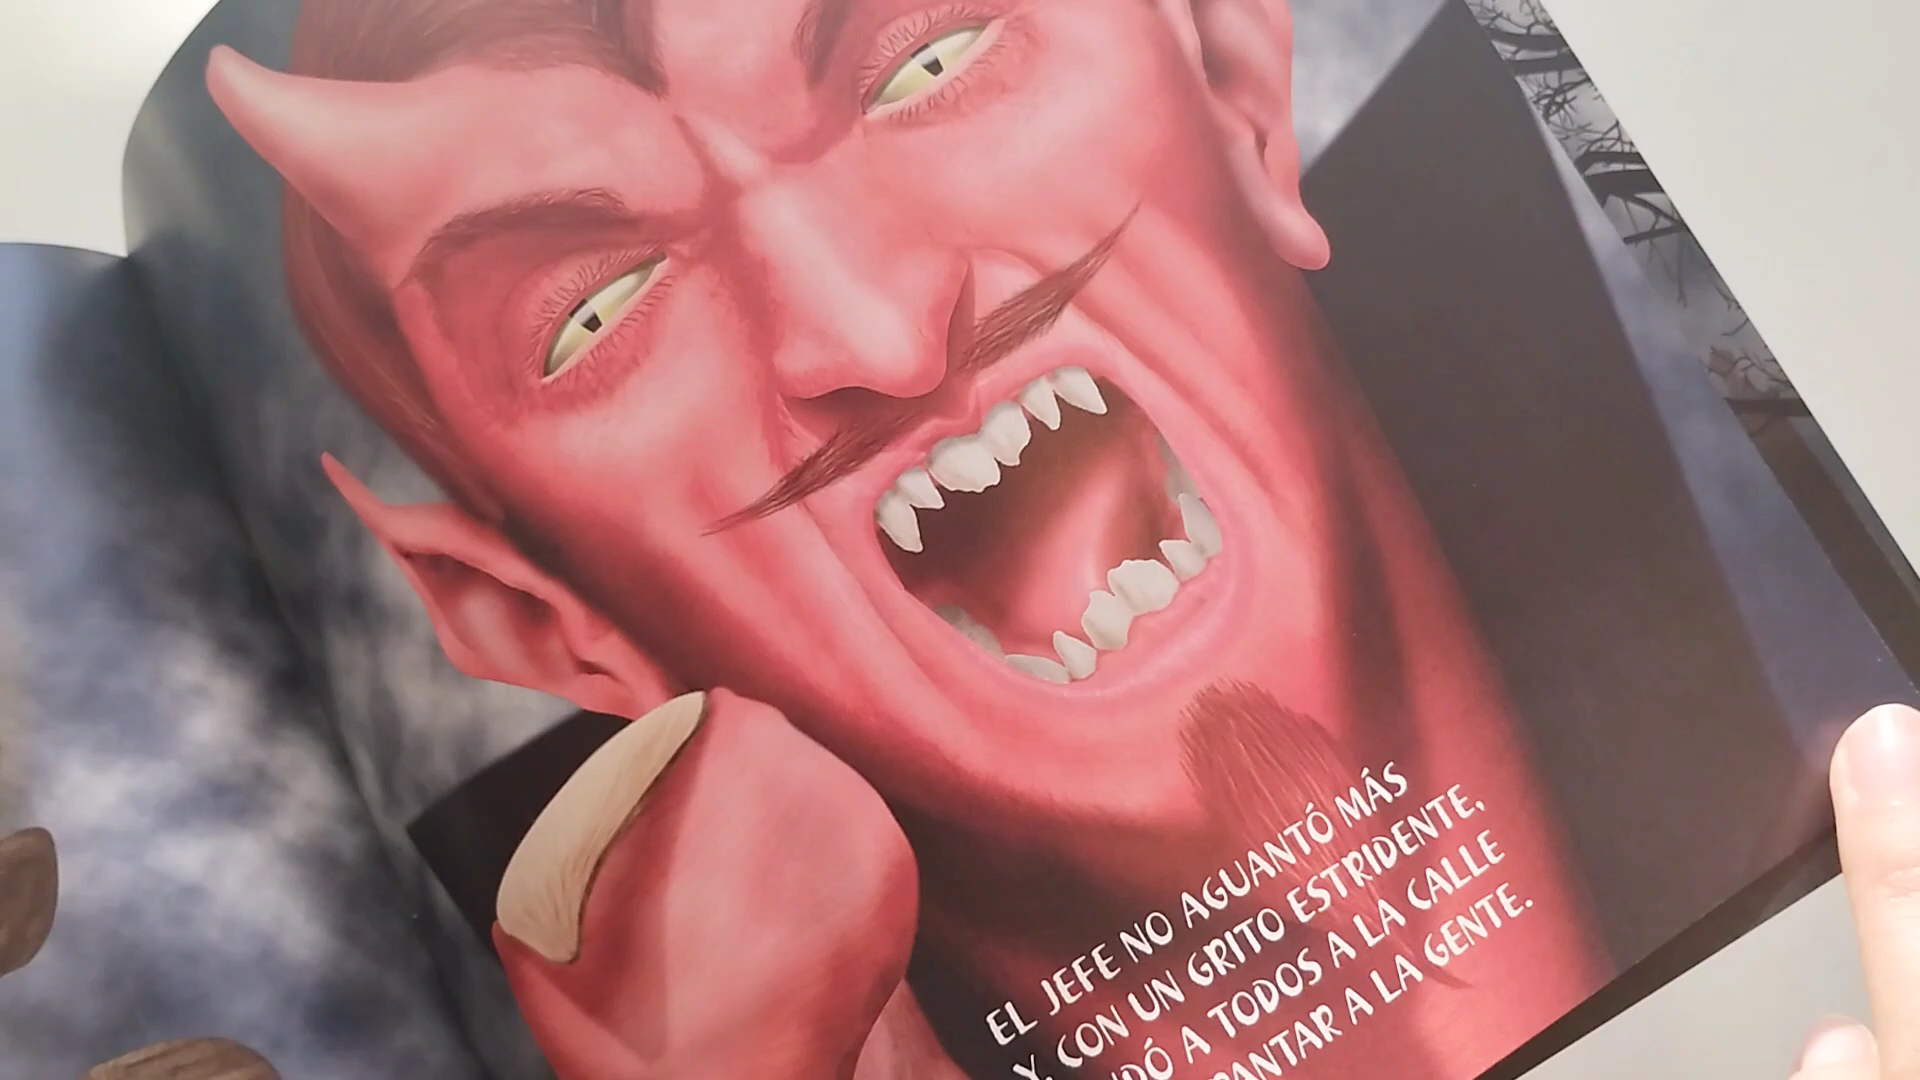 EL JEFE NO AGUANTÓ MÁS
Y, CON UN GRITO ESTRIDENTE,
A TODOS A LA CALLE
A LA GENTE.